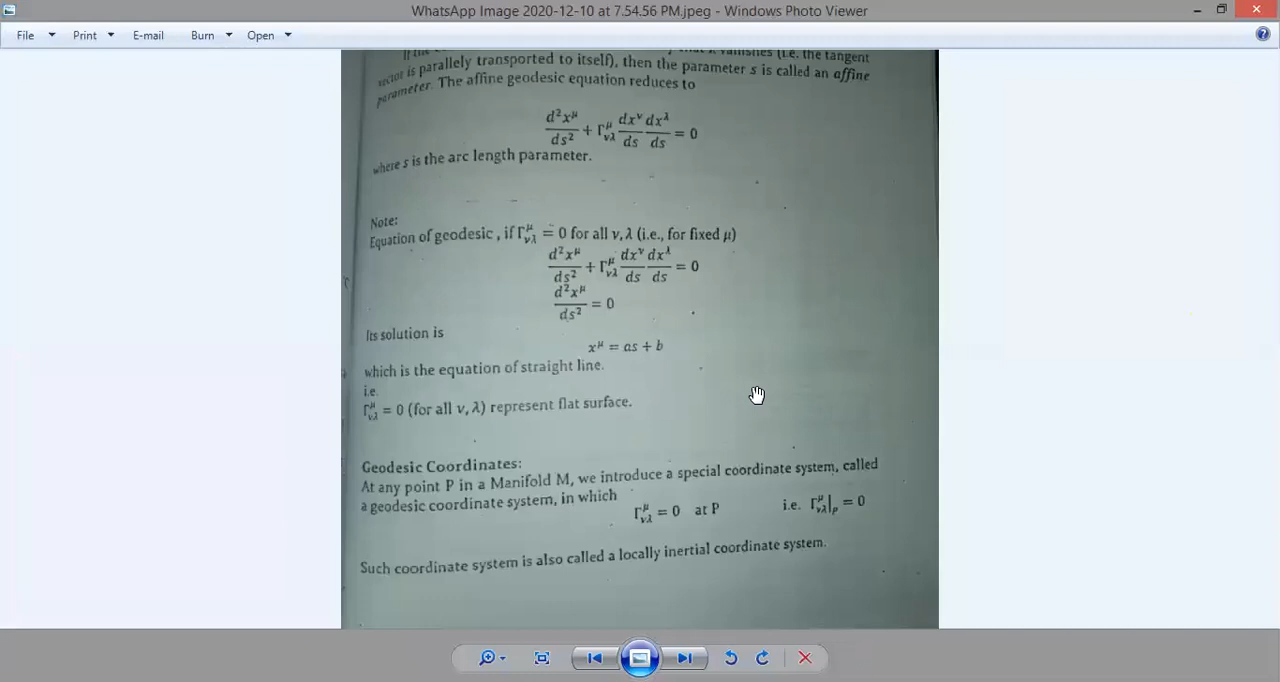 WhatsApp Image 2020-12-10 at 7.54.56 PM.jpeg - Windows Photo Viewer
File Print E-mail Burn Open
vanishes (i.e. the tangent
vector is parallely transported to itself), then the parameter s is called an affine
parameter. The affine geodesic equation reduces to
d²x^μ/ds² + Γ^μ_νλ dx^ν/ds dx^λ/ds = 0
where s is the arc length parameter.
Note:
Equation of geodesic , if Γ^μ_νλ = 0 for all ν, λ (i.e., for fixed μ)
d²x^μ/ds² + Γ^μ_νλ dx^ν/ds dx^λ/ds = 0
d²x^μ/ds² = 0
Its solution is
x^μ = as + b
which is the equation of straight line.
i.e.
Γ^μ_νλ = 0 (for all ν, λ) represent flat surface.
Geodesic Coordinates:
At any point P in a Manifold M, we introduce a special coordinate system, called
a geodesic coordinate system, in which
Γ^μ_νλ = 0 at P i.e. Γ^μ_νλ|_P = 0
Such coordinate system is also called a locally inertial coordinate system.